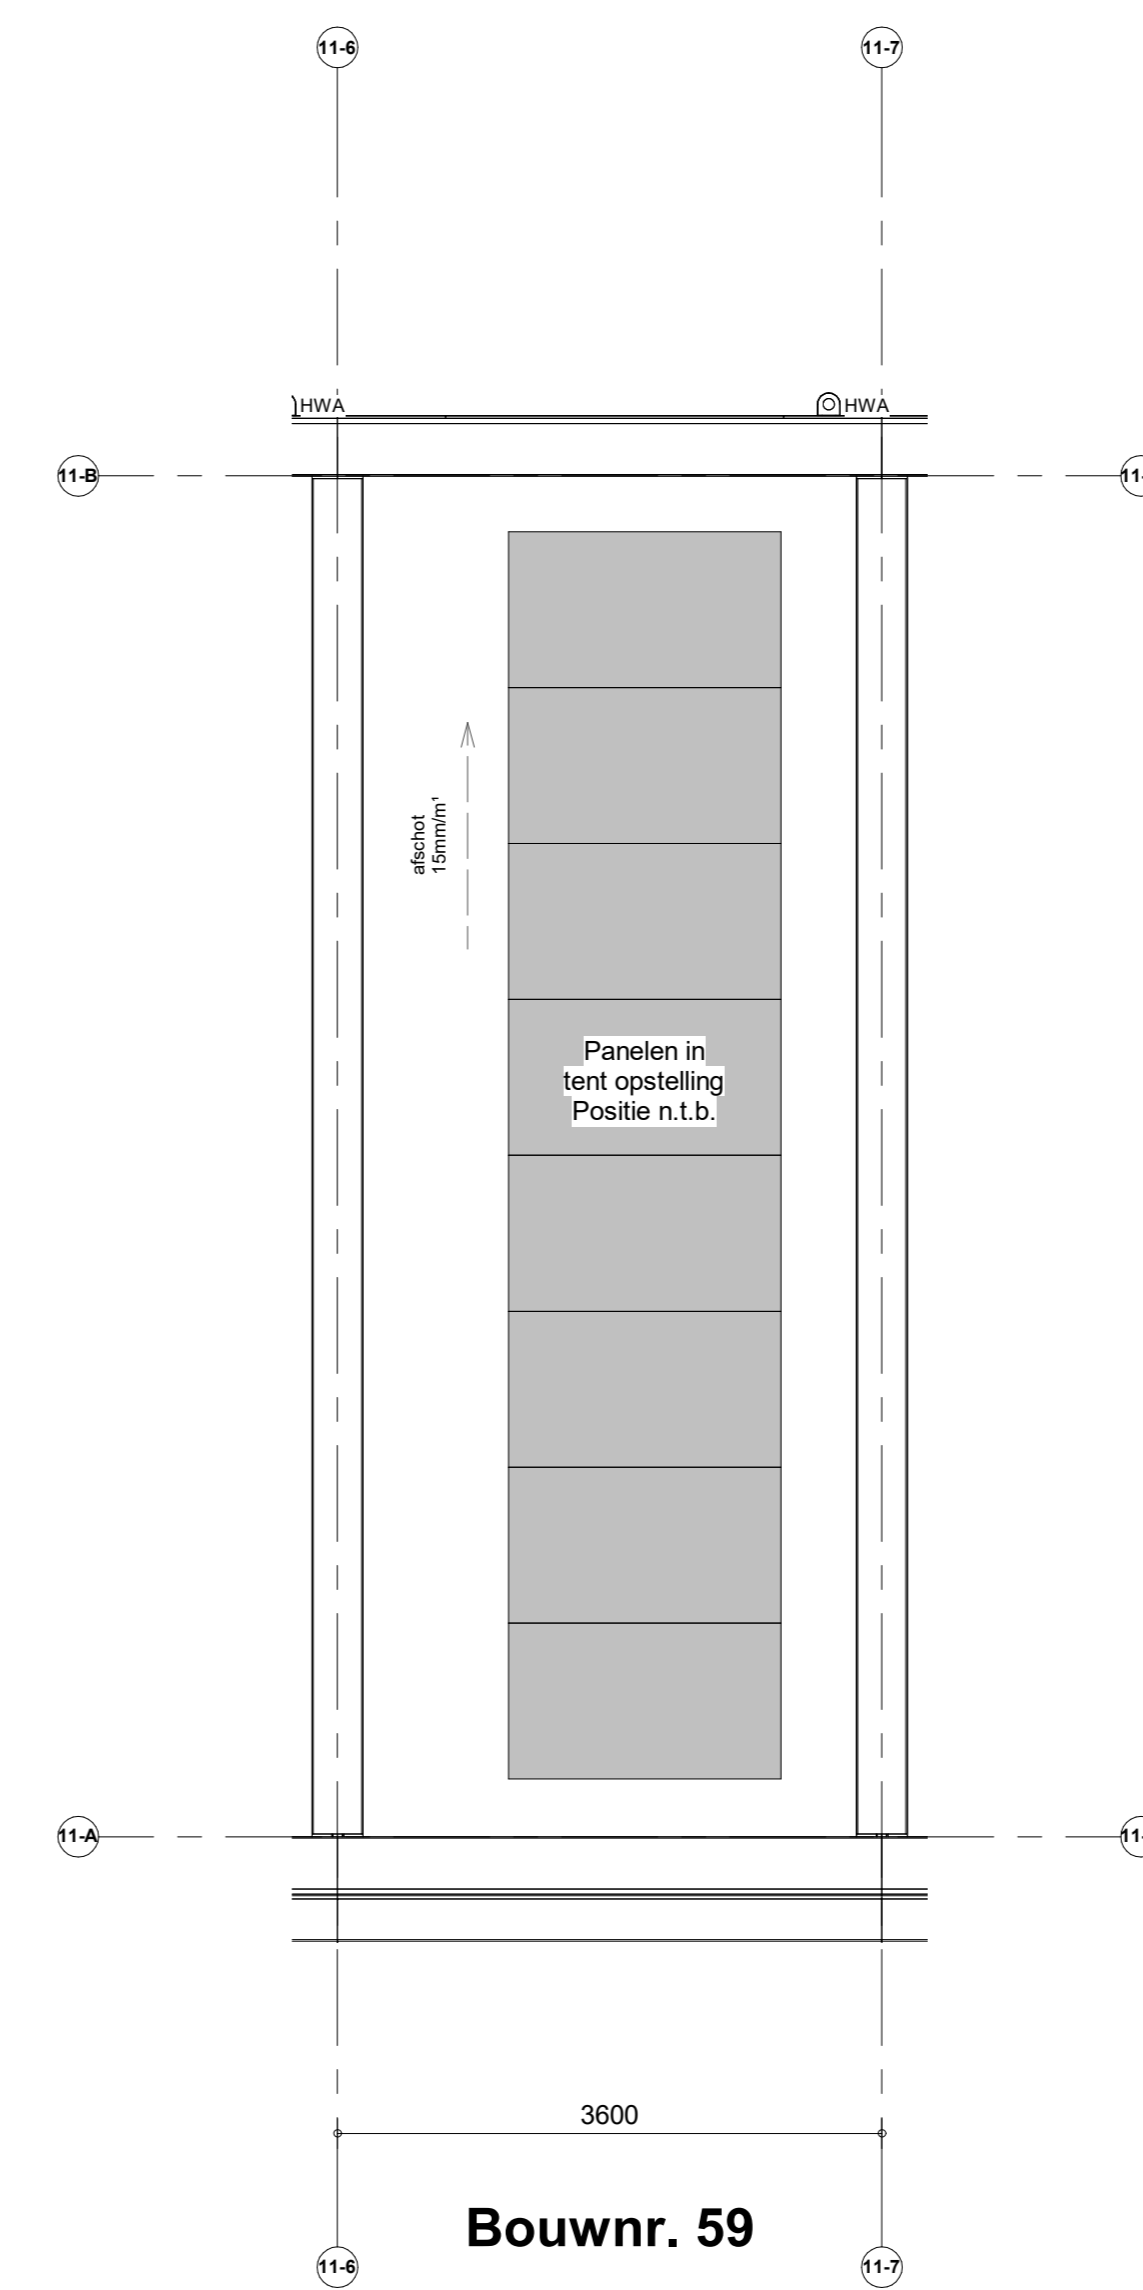 11-6 11-7
HWA HWA
11-B
afschot
15mm/m¹
Panelen in
tent opstelling
Positie n.t.b.
11-A
3600
Bouwnr. 59
11-6 11-7